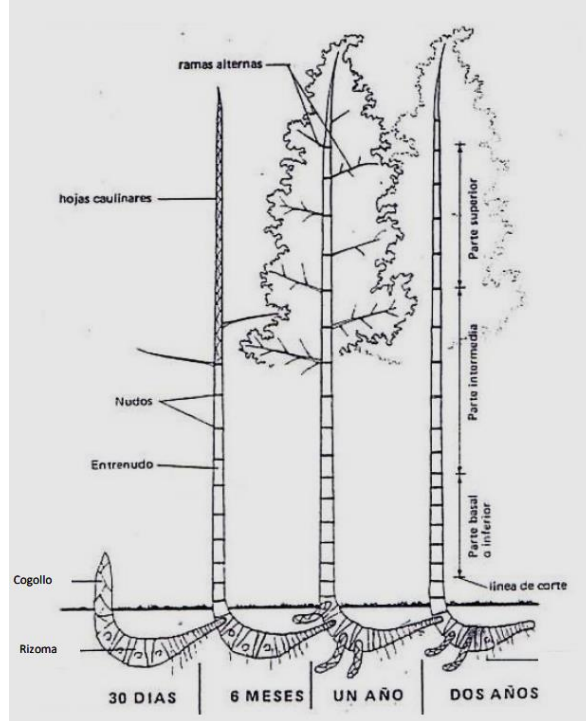 ramas alternas
hojas caulinares
Parte superior
Parte intermedia
Nudos
Entrenudo
Parte basal
o inferior
Cogollo
línea de corte
Rizoma
30 DIAS
6 MESES
UN AÑO
DOS AÑOS